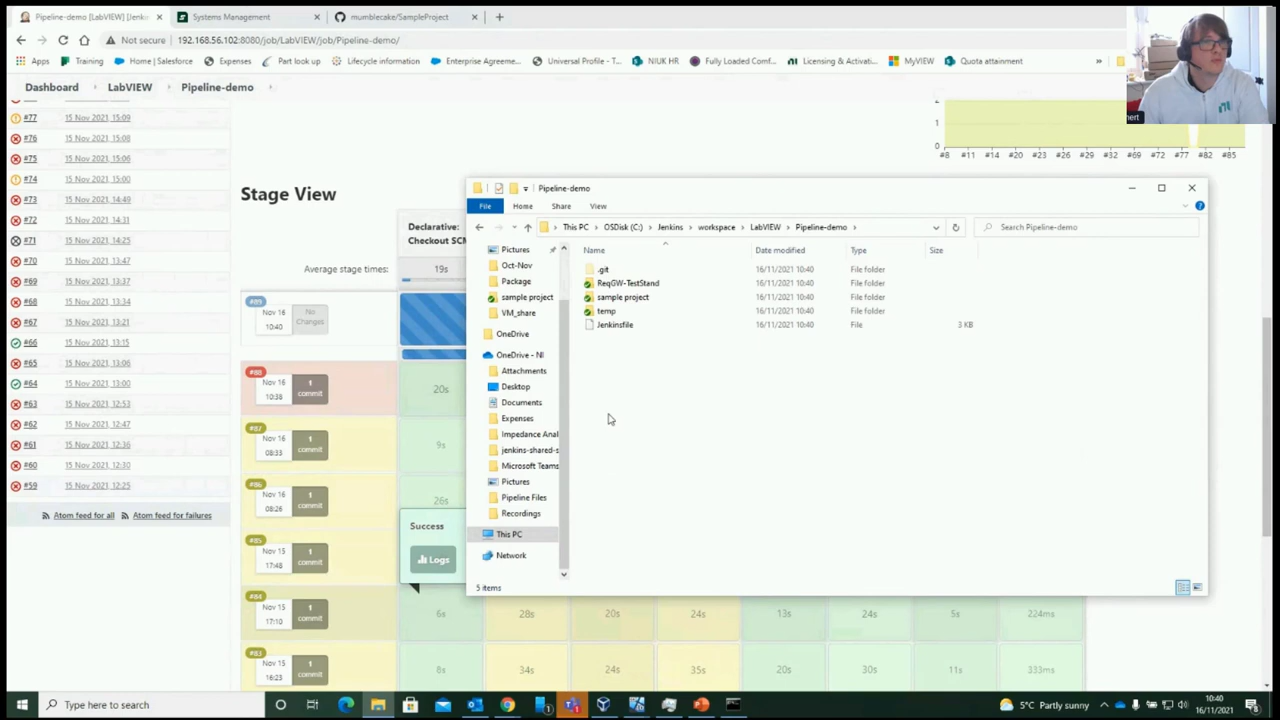 Pipeline-demo [LabVIEW] [Jenki
Systems Management
mumblecake/SampleProject
Not secure
192.168.56.102:8080/job/LabVIEW/job/Pipeline-demo/
Apps
Training
Home | Salesforce
Expenses
Part look up
Lifecycle information
Enterprise Agreeme...
Universal Profile - T...
NIUK HR
Fully Loaded Comf...
Licensing & Activati...
MyVIEW
Quota attainment
»
Dashboard
LabVIEW
Pipeline-demo
#77 15 Nov 2021, 15:09
#76 15 Nov 2021, 15:08
#75 15 Nov 2021, 15:06
#74 15 Nov 2021, 15:00
#73 15 Nov 2021, 14:49
#72 15 Nov 2021, 14:31
#71 15 Nov 2021, 14:25
#70 15 Nov 2021, 13:47
#69 15 Nov 2021, 13:37
#68 15 Nov 2021, 13:34
#67 15 Nov 2021, 13:21
#66 15 Nov 2021, 13:15
#65 15 Nov 2021, 13:06
#64 15 Nov 2021, 13:00
#63 15 Nov 2021, 12:53
#62 15 Nov 2021, 12:47
#61 15 Nov 2021, 12:36
#60 15 Nov 2021, 12:30
#59 15 Nov 2021, 12:25
Atom feed for all
Atom feed for failures
2
1
0
#8 #11 #14 #20 #23 #26 #29 #32 #69 #72 #77 #82 #85
Stage View
Declarative:
Checkout SCM
Average stage times:
19s
#89
Nov 16
10:40
No
Changes
#88
Nov 16
10:38
1
commit
20s
#87
Nov 16
08:33
1
commit
9s
#86
Nov 16
08:26
1
commit
26s
#85
Nov 15
17:48
1
commit
Success
Logs
#84
Nov 15
17:10
1
commit
6s 28s 20s 24s 13s 24s 5s 224ms
#83
Nov 15
16:23
1
commit
8s 34s 24s 35s 20s 30s 11s 333ms
Pipeline-demo
File
Home
Share
View
This PC
OSDisk (C:)
Jenkins
workspace
LabVIEW
Pipeline-demo
Search Pipeline-demo
Name
Date modified
Type
Size
.git 16/11/2021 10:40 File folder
ReqGW-TestStand 16/11/2021 10:40 File folder
sample project 16/11/2021 10:40 File folder
temp 16/11/2021 10:40 File folder
Jenkinsfile 16/11/2021 10:40 File 3 KB
Pictures
Oct-Nov
Package
sample project
VM_share
OneDrive
OneDrive - NI
Attachments
Desktop
Documents
Expenses
Impedance Anal
jenkins-shared-s
Microsoft Teams
Pictures
Pipeline Files
Recordings
This PC
Network
5 items
Type here to search
5°C Partly sunny
10:40
16/11/2021